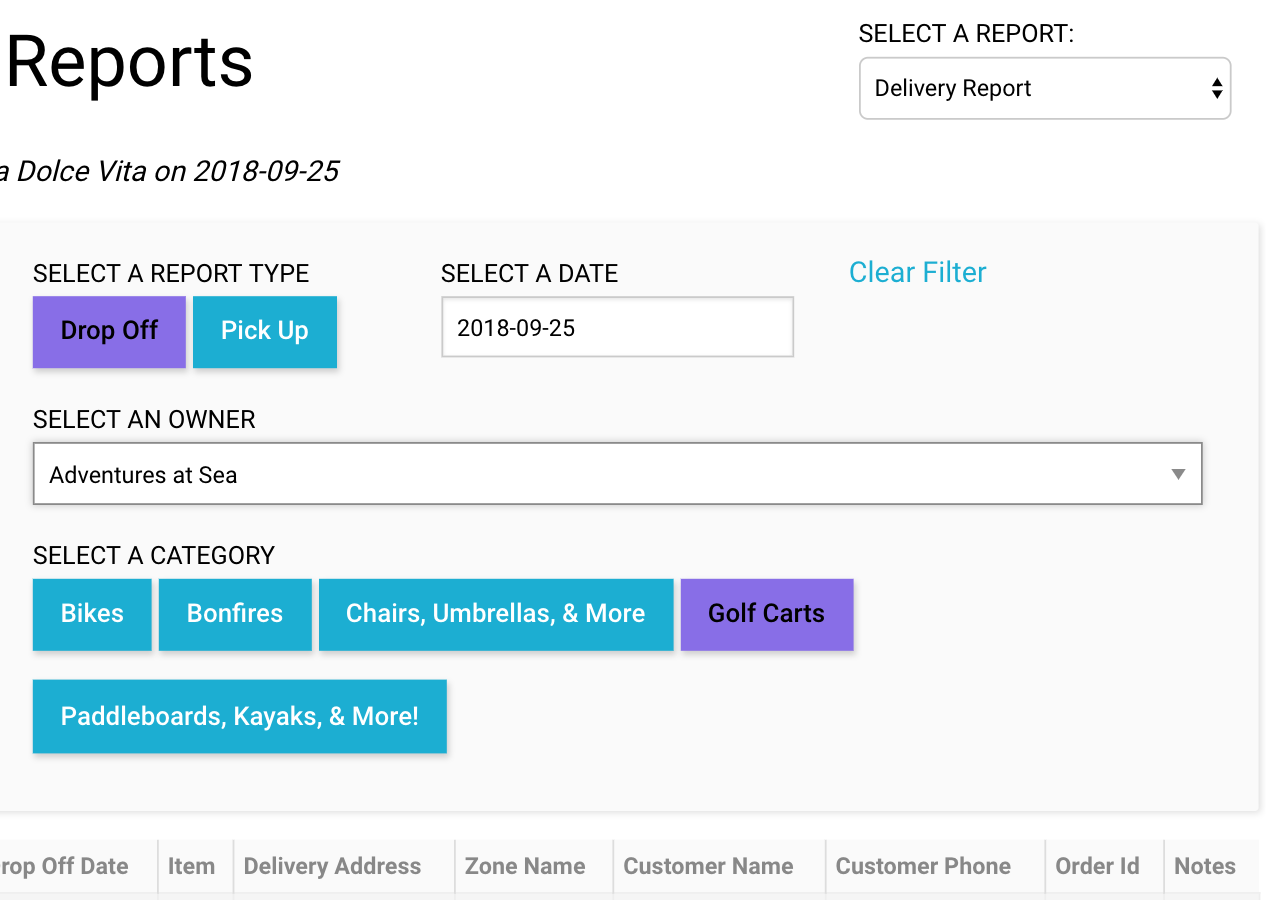 Reports
SELECT A REPORT:
Delivery Report
a Dolce Vita on 2018-09-25
SELECT A REPORT TYPE
Drop Off
Pick Up
SELECT A DATE
2018-09-25
Clear Filter
SELECT AN OWNER
Adventures at Sea
SELECT A CATEGORY
Bikes
Bonfires
Chairs, Umbrellas, & More
Golf Carts
Paddleboards, Kayaks, & More!
rop Off Date
Item
Delivery Address
Zone Name
Customer Name
Customer Phone
Order Id
Notes